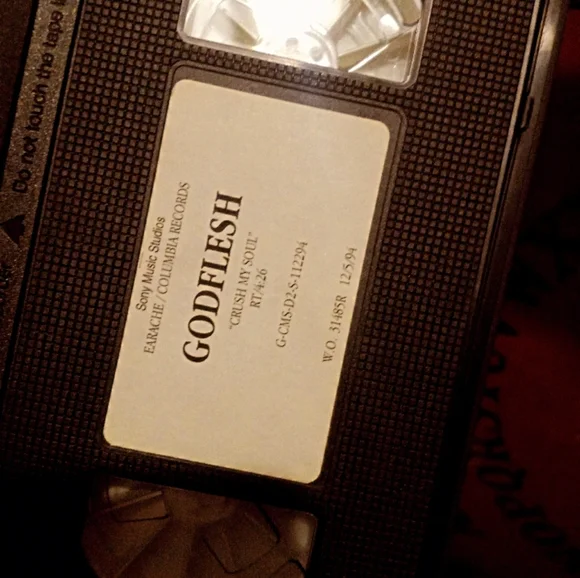 Do not touch the tape
Sony Music Studios
EARACHE / COLUMBIA RECORDS
GODFLESH
"CRUSH MY SOUL"
RT/4:26
G-CMS-D2-S-112294
W.O. 31485R 12/5/94